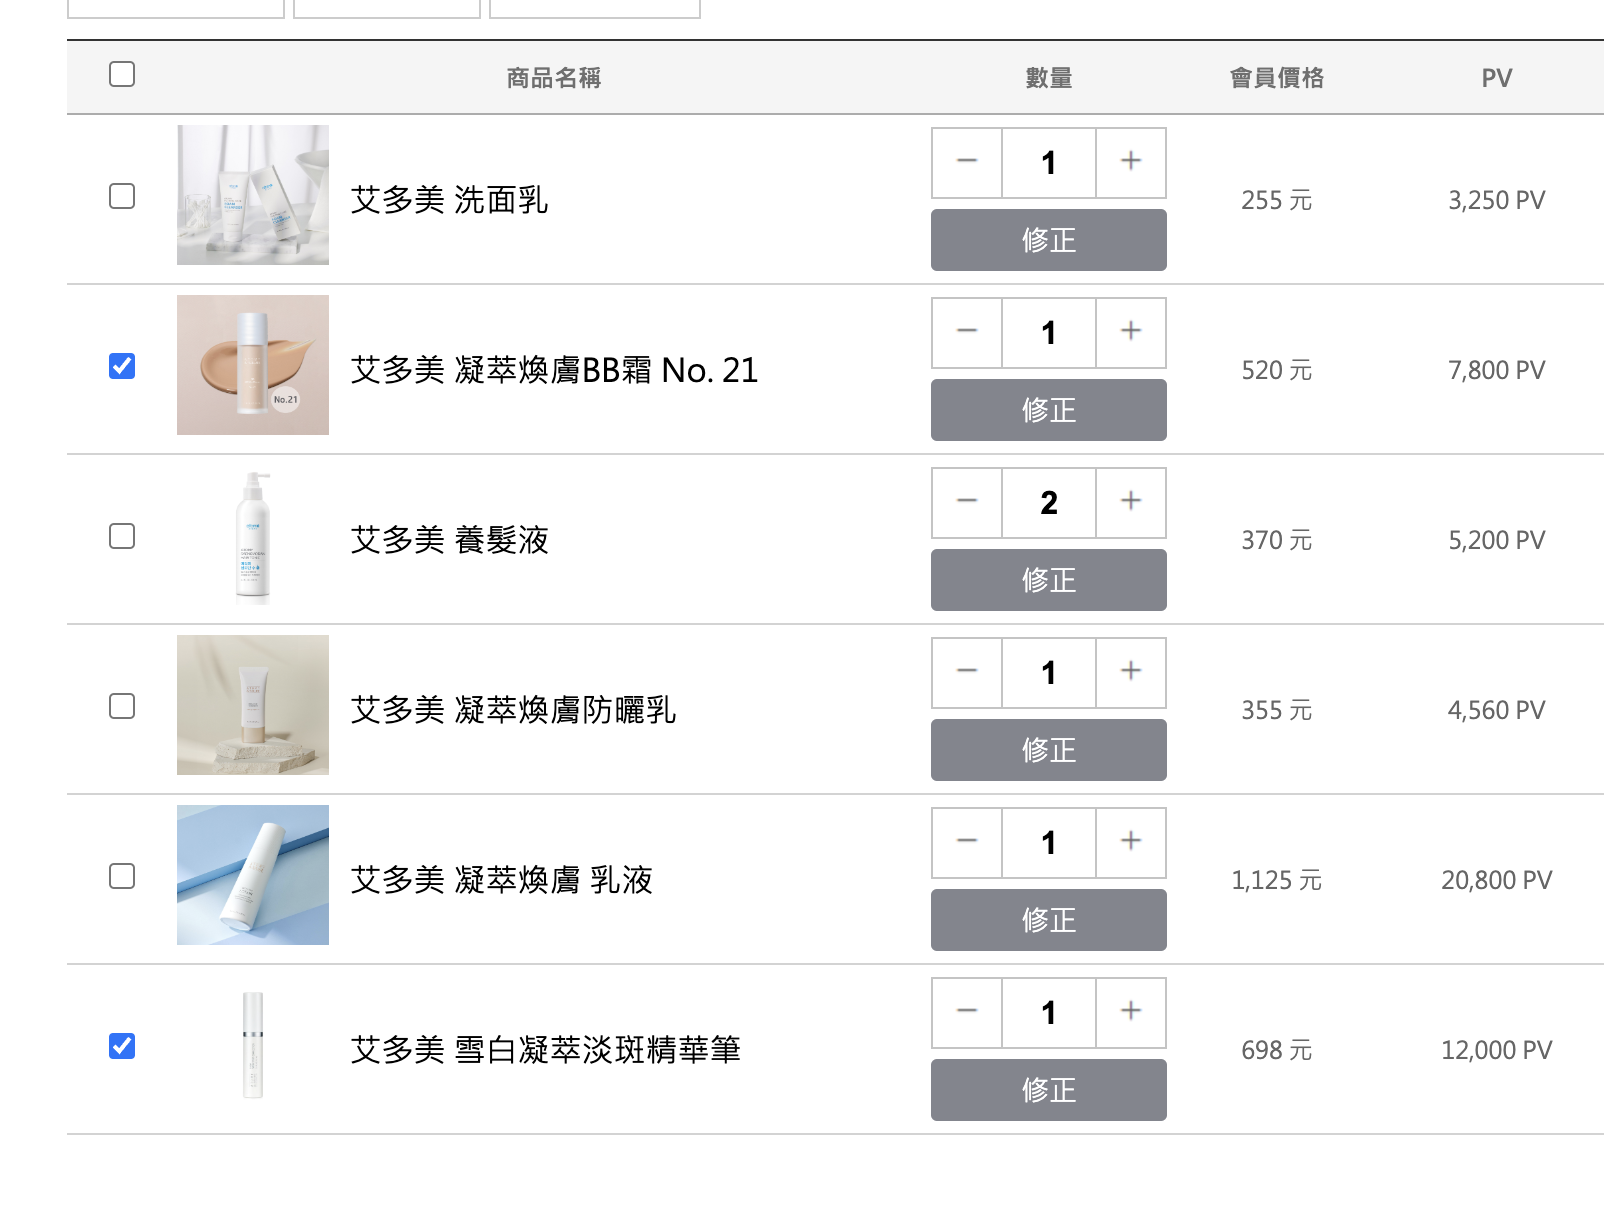 商品名稱 數量 會員價格 PV
艾多美 洗面乳 1 255 元 3,250 PV
修正
艾多美 凝萃煥膚BB霜 No. 21 1 520 元 7,800 PV
No.21
修正
艾多美 養髮液 2 370 元 5,200 PV
修正
艾多美 凝萃煥膚防曬乳 1 355 元 4,560 PV
修正
艾多美 凝萃煥膚 乳液 1 1,125 元 20,800 PV
修正
艾多美 雪白凝萃淡斑精華筆 1 698 元 12,000 PV
修正